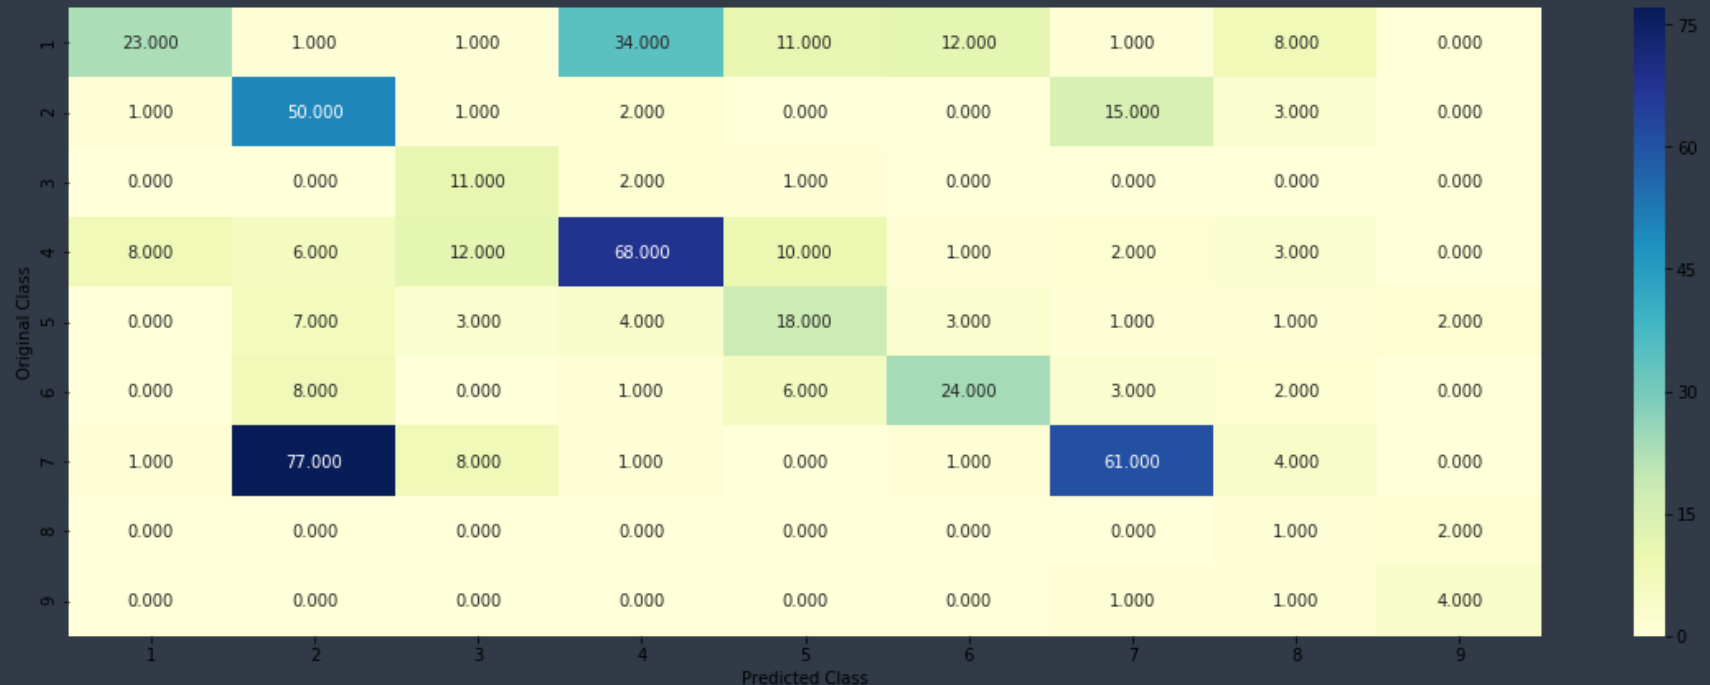 1 23.000 1.000 1.000 34.000 11.000 12.000 1.000 8.000 0.000
2 1.000 50.000 1.000 2.000 0.000 0.000 15.000 3.000 0.000
3 0.000 0.000 11.000 2.000 1.000 0.000 0.000 0.000 0.000
4 8.000 6.000 12.000 68.000 10.000 1.000 2.000 3.000 0.000
5 0.000 7.000 3.000 4.000 18.000 3.000 1.000 1.000 2.000
6 0.000 8.000 0.000 1.000 6.000 24.000 3.000 2.000 0.000
7 1.000 77.000 8.000 1.000 0.000 1.000 61.000 4.000 0.000
8 0.000 0.000 0.000 0.000 0.000 0.000 0.000 1.000 2.000
9 0.000 0.000 0.000 0.000 0.000 0.000 1.000 1.000 4.000
1 2 3 4 5 6 7 8 9
Predicted Class
Original Class
75
60
45
30
15
0